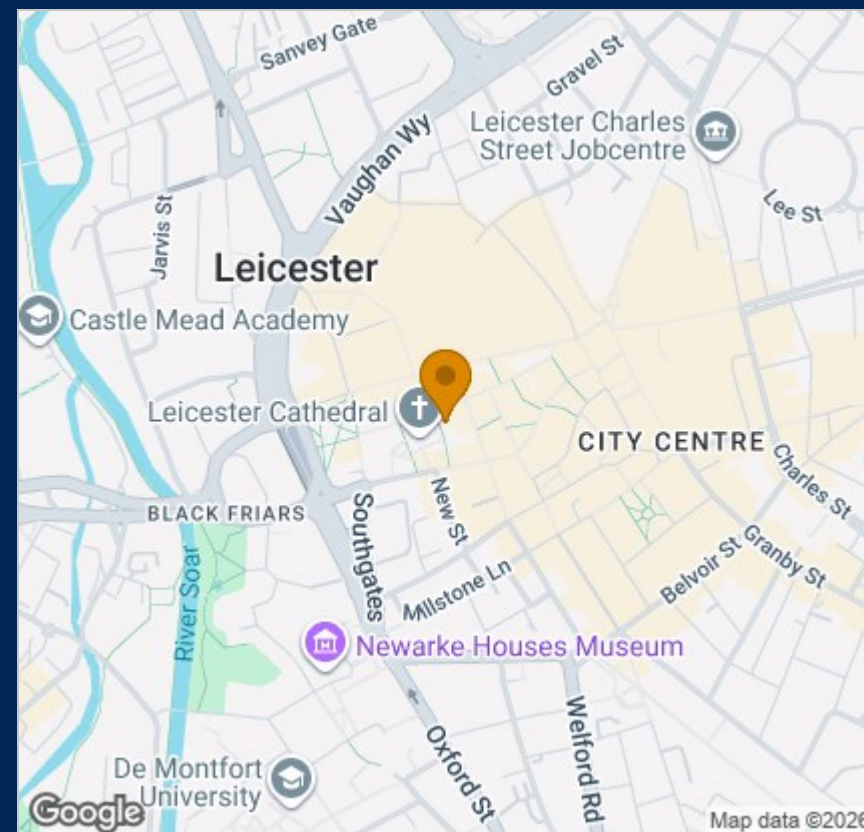 Sanvey Gate
Gravel St
Leicester Charles
Street Jobcentre
Vaughan Wy
Lee St
Jarvis St
Leicester
Castle Mead Academy
Leicester Cathedral
CITY CENTRE
Charles St
BLACK FRIARS
New St
Southgates
Granby St
Belvoir St
River Soar
Millstone Ln
Newarke Houses Museum
Welford Rd
Oxford St
De Montfort
University
Google
Map data ©2026